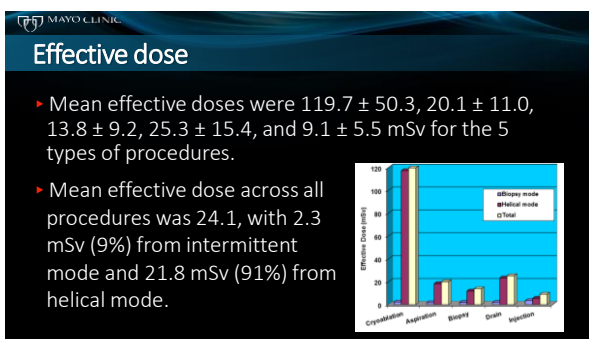 MAYO CLINIC
Effective dose
▸ Mean effective doses were 119.7 ± 50.3, 20.1 ± 11.0,
13.8 ± 9.2, 25.3 ± 15.4, and 9.1 ± 5.5 mSv for the 5
types of procedures.
▸ Mean effective dose across all
procedures was 24.1, with 2.3
mSv (9%) from intermittent
mode and 21.8 mSv (91%) from
helical mode.
Effective Dose (mSv)
120
100
80
60
40
20
0
Biopsy mode
Helical mode
Total
Cryoablation Aspiration Biopsy Drain Injection